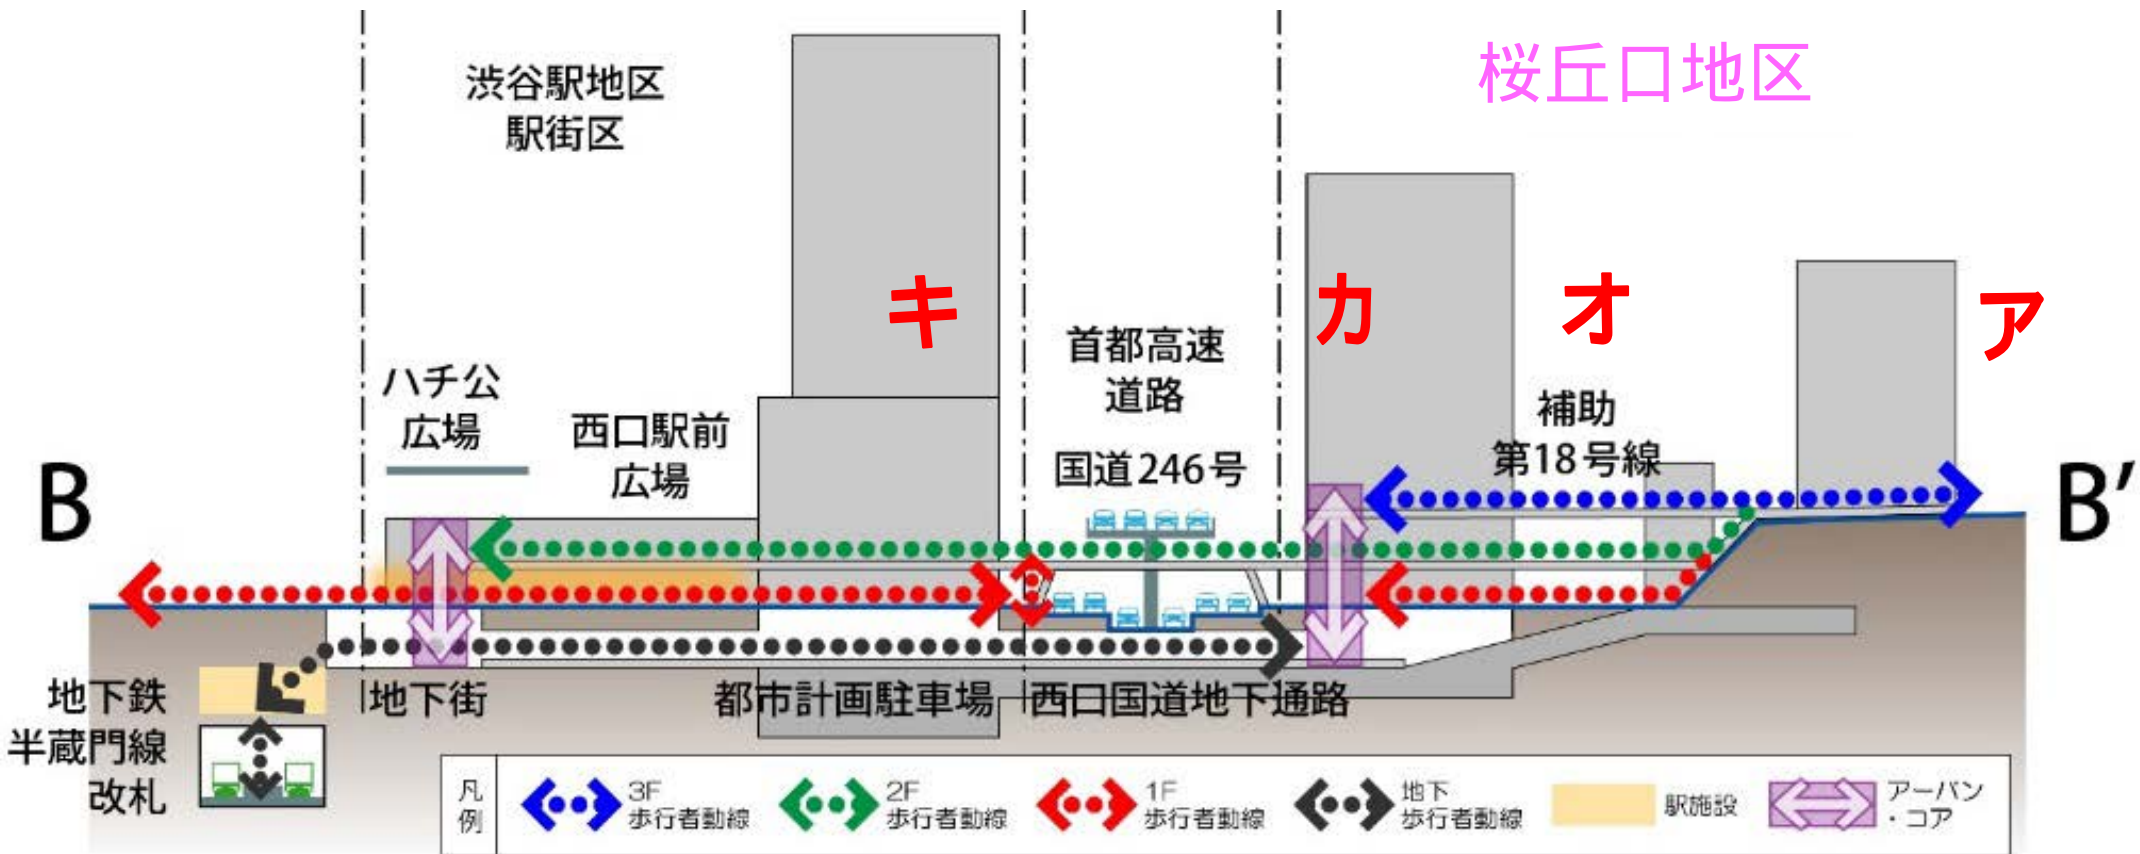 渋谷駅地区
駅街区
桜丘口地区
キ
カ
オ
ア
首都高速
道路
ハチ公
広場
西口駅前
広場
補助
第18号線
国道246号
B
B′
地下鉄
半蔵門線
改札
地下街
都市計画駐車場
西口国道地下通路
凡
例
3F
歩行者動線
2F
歩行者動線
1F
歩行者動線
地下
歩行者動線
駅施設
アーバン
・コア